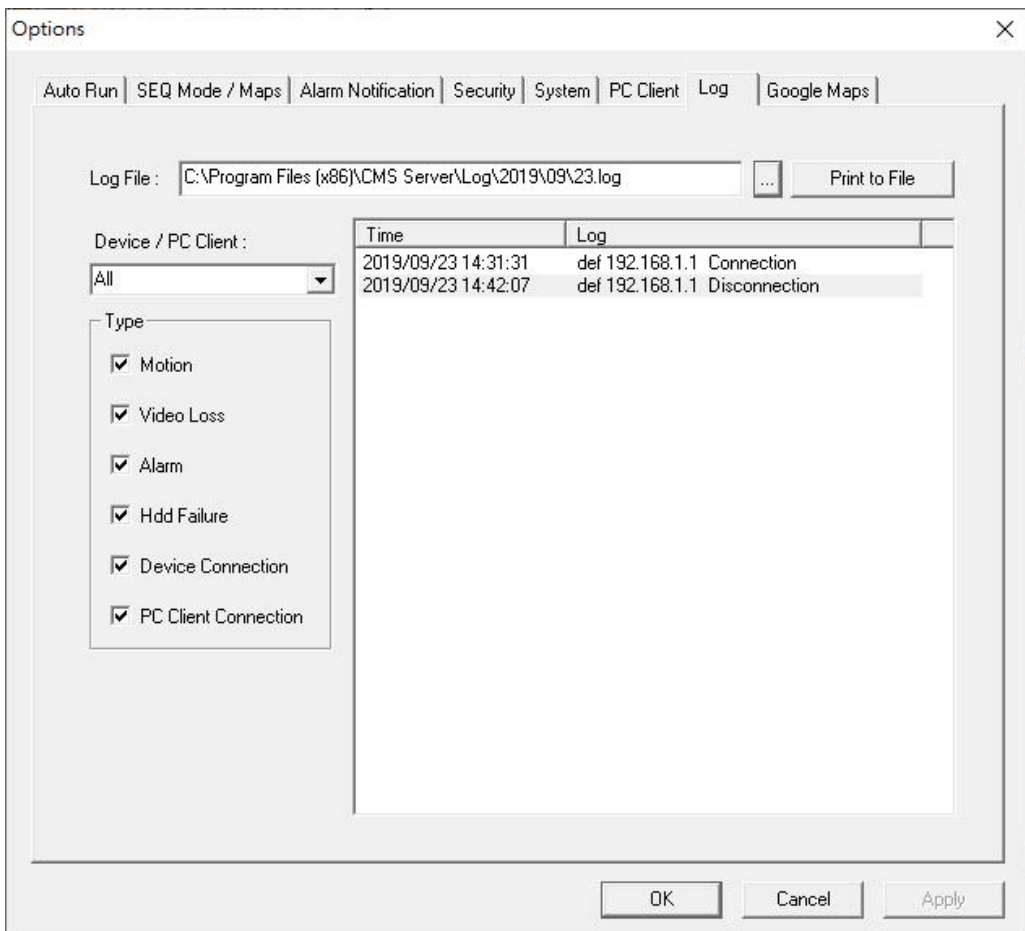 Options
Auto Run SEQ Mode / Maps Alarm Notification Security System PC Client Log Google Maps
Log File : C:\Program Files (x86)\CMS Server\Log\2019\09\23.log ... Print to File
Device / PC Client :
All
Type
Motion
Video Loss
Alarm
Hdd Failure
Device Connection
PC Client Connection
Time Log
2019/09/23 14:31:31 def 192.168.1.1 Connection
2019/09/23 14:42:07 def 192.168.1.1 Disconnection
OK Cancel Apply